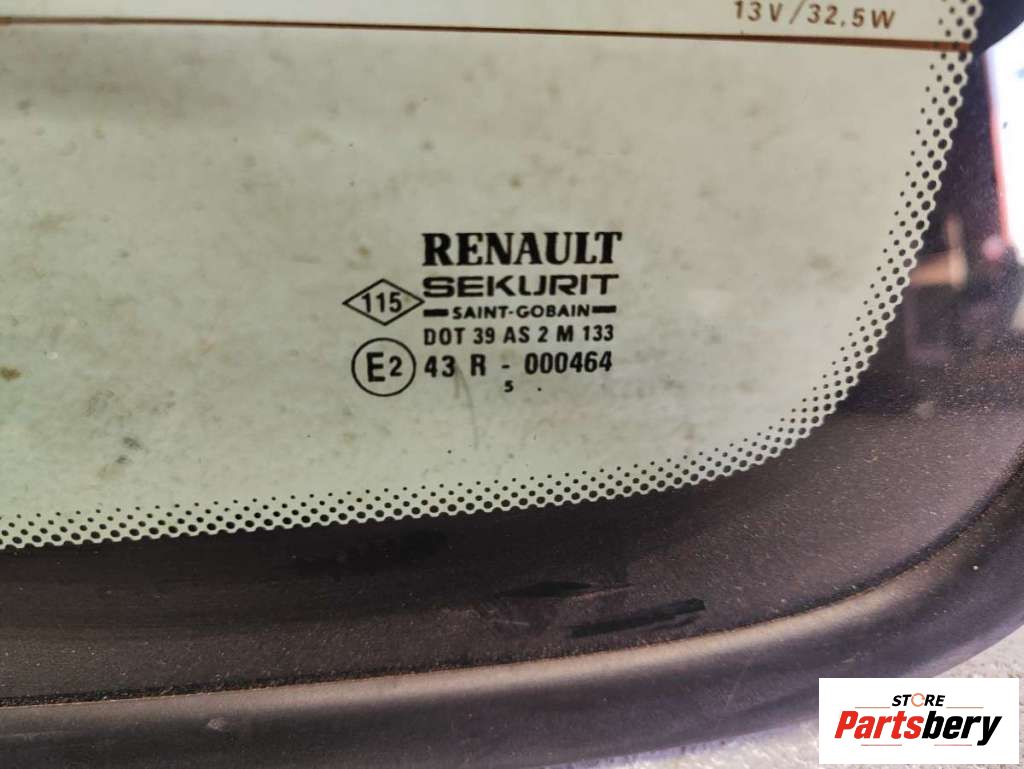 13V/32,5W
RENAULT
SEKURIT
115
SAINT-GOBAIN
DOT 39 AS 2 M 133
E2 43 R - 000464
5 .
STORE
Partsbery